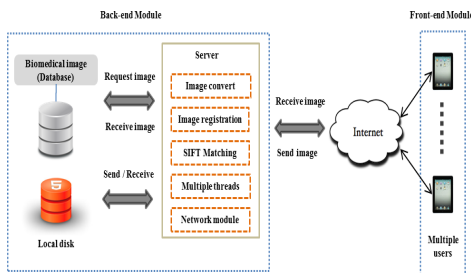 Back-end Module
Front-end Module
Biomedical image
(Database)
Server
Request image
Receive image
Image convert
Image registration
SIFT Matching
Multiple threads
Network module
Send / Receive
Local disk
5
Receive image
Send image
Internet
Multiple
users